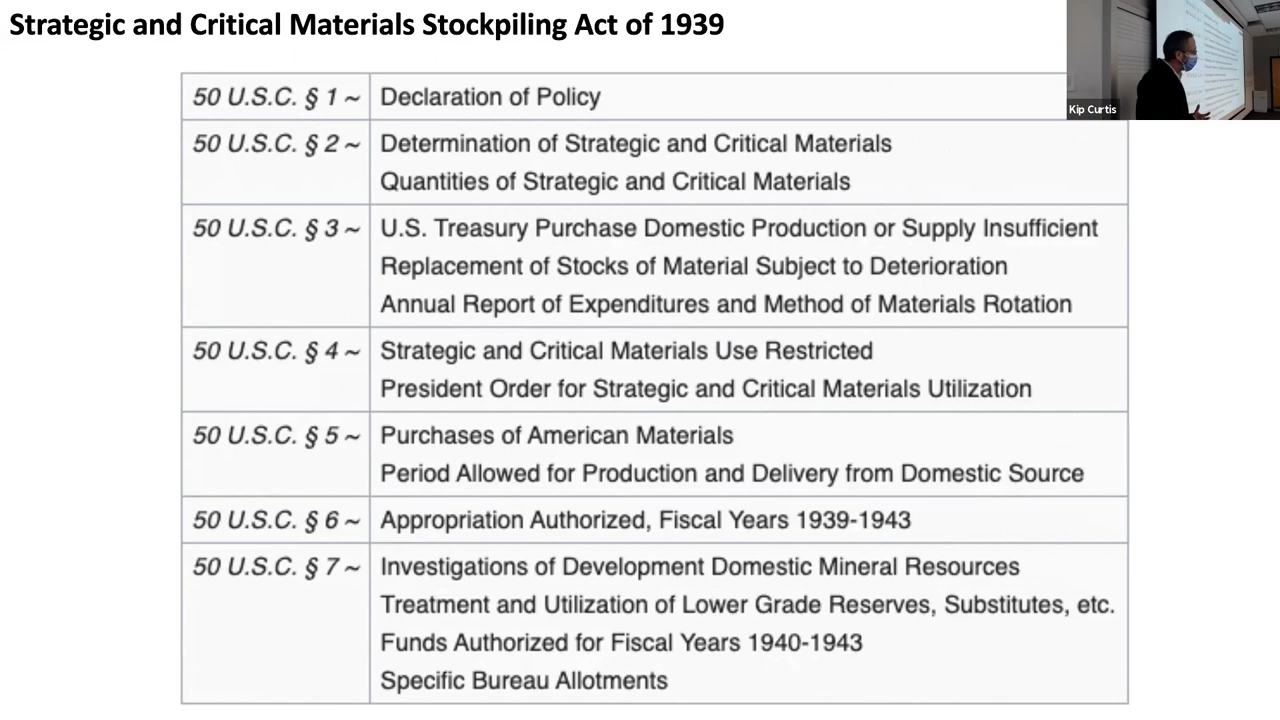 Strategic and Critical Materials Stockpiling Act of 1939
Kip Curtis
50 U.S.C. § 1 ~ Declaration of Policy
50 U.S.C. § 2 ~ Determination of Strategic and Critical Materials
Quantities of Strategic and Critical Materials
50 U.S.C. § 3 ~ U.S. Treasury Purchase Domestic Production or Supply Insufficient
Replacement of Stocks of Material Subject to Deterioration
Annual Report of Expenditures and Method of Materials Rotation
50 U.S.C. § 4 ~ Strategic and Critical Materials Use Restricted
President Order for Strategic and Critical Materials Utilization
50 U.S.C. § 5 ~ Purchases of American Materials
Period Allowed for Production and Delivery from Domestic Source
50 U.S.C. § 6 ~ Appropriation Authorized, Fiscal Years 1939-1943
50 U.S.C. § 7 ~ Investigations of Development Domestic Mineral Resources
Treatment and Utilization of Lower Grade Reserves, Substitutes, etc.
Funds Authorized for Fiscal Years 1940-1943
Specific Bureau Allotments